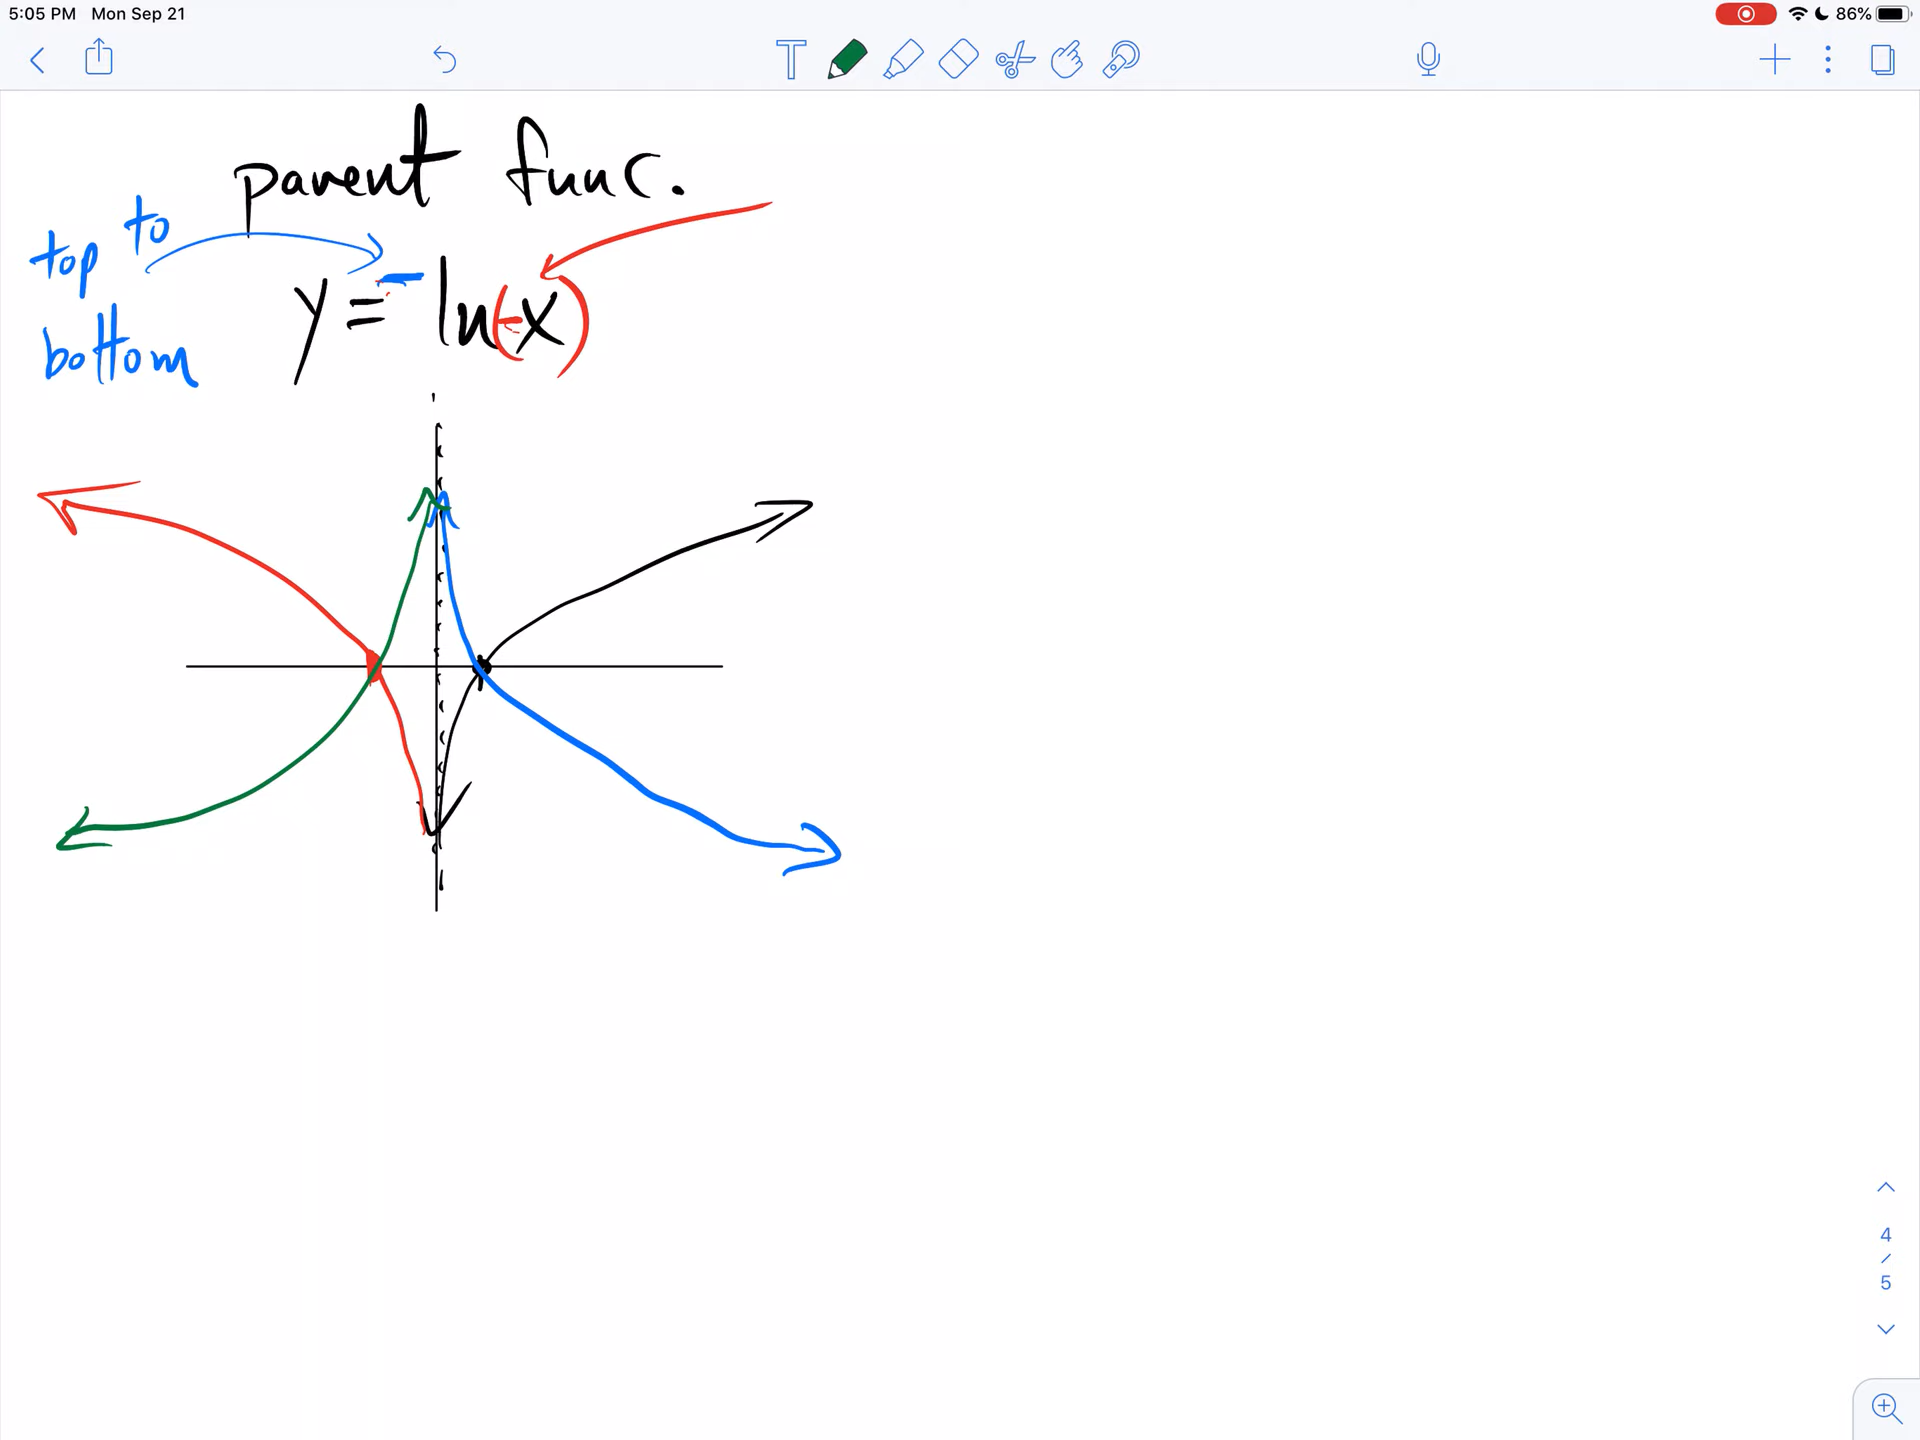 5:05 PM Mon Sep 21
86%
T
parent func.
top to
bottom
y = - ln(-x)
4
/
5